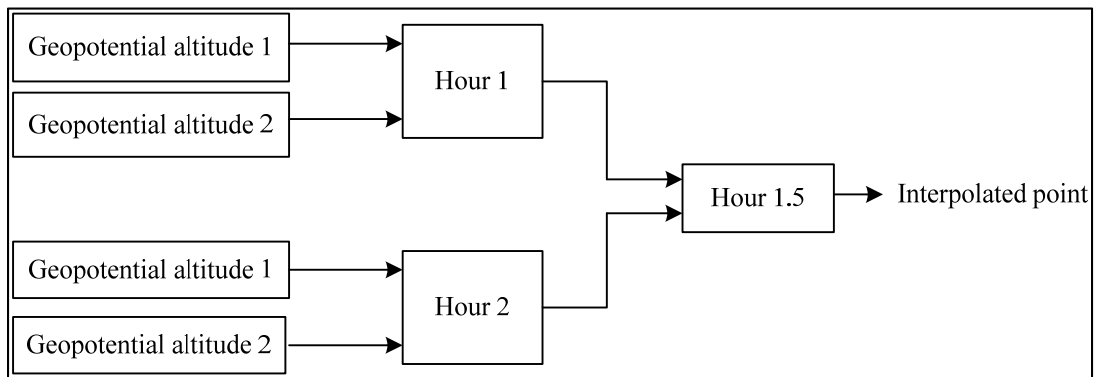 Geopotential altitude 1
Geopotential altitude 2
Hour 1
Geopotential altitude 1
Geopotential altitude 2
Hour 2
Hour 1.5
Interpolated point